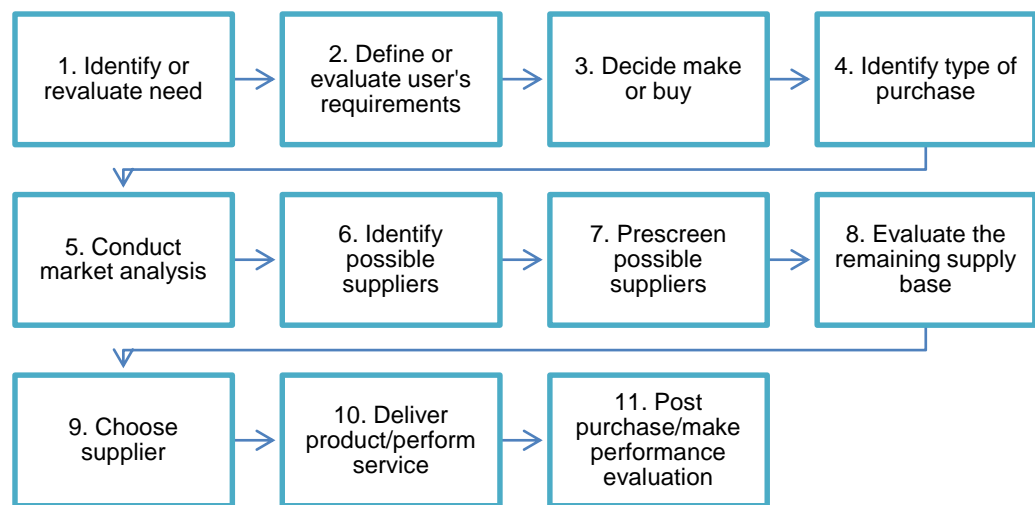 1. Identify or
revaluate need
2. Define or
evaluate user's
requirements
3. Decide make
or buy
4. Identify type of
purchase
5. Conduct
market analysis
6. Identify
possible
suppliers
7. Prescreen
possible
suppliers
8. Evaluate the
remaining supply
base
9. Choose
supplier
10. Deliver
product/perform
service
11. Post
purchase/make
performance
evaluation